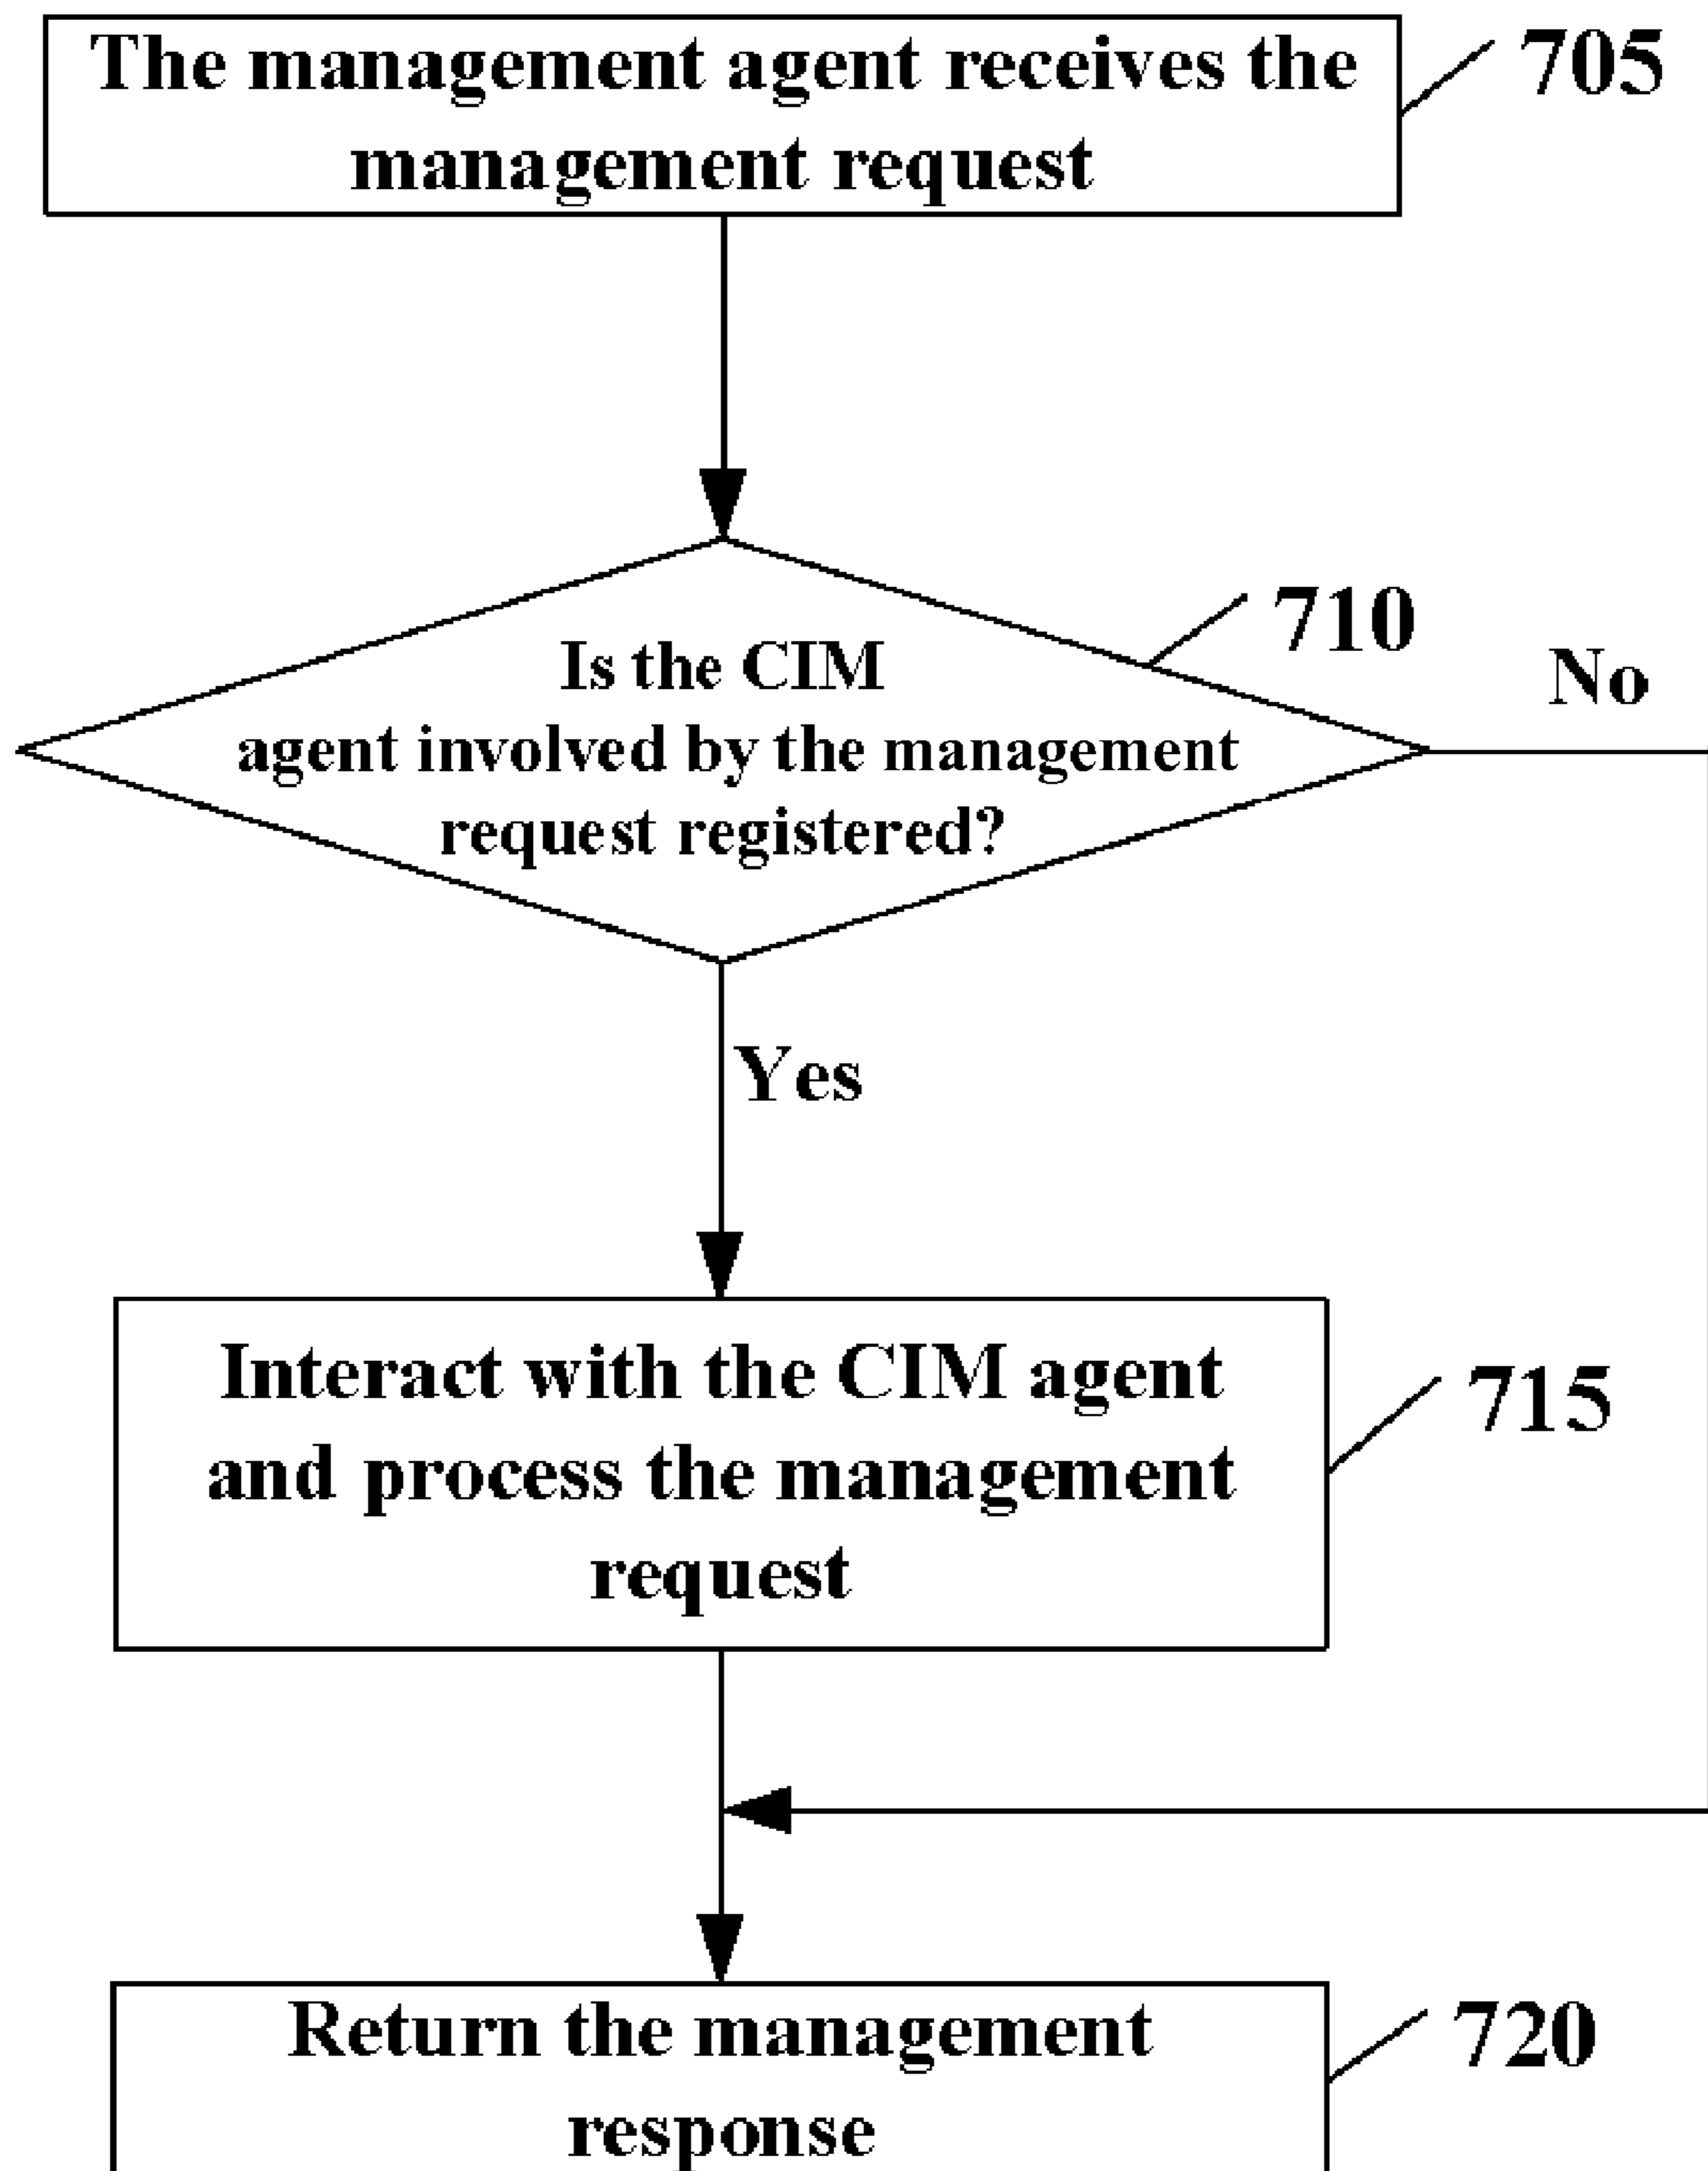 The management agent receives the
management request
705
710
Is the CIM
agent involved by the management
request registered?
No
Yes
Interact with the CIM agent
and process the management
request
715
Return the management
response
720